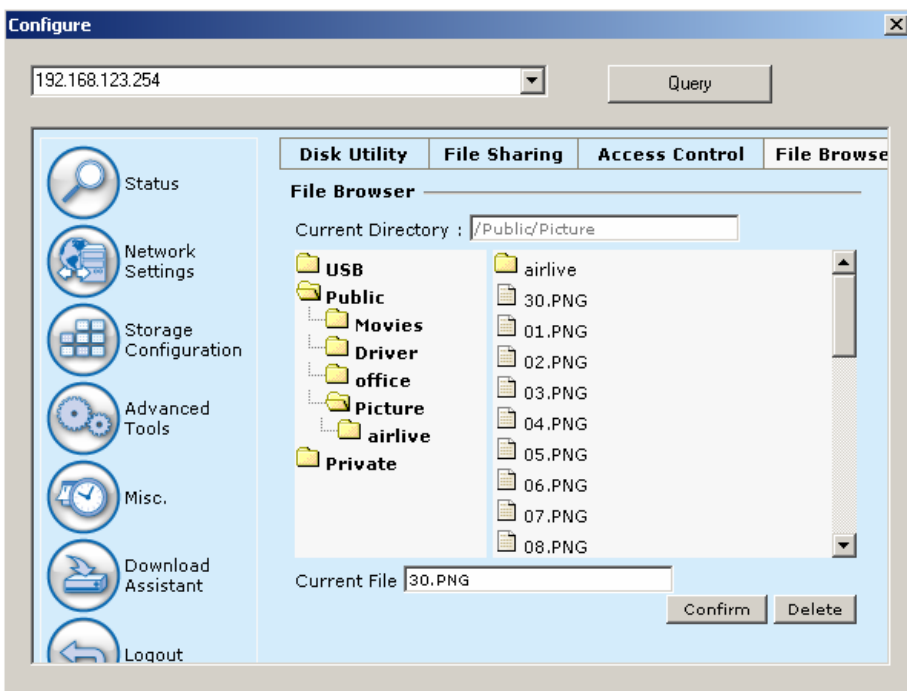 Configure
192.168.123.254
Query
Disk Utility
File Sharing
Access Control
File Browse
Status
Network
Settings
Storage
Configuration
Advanced
Tools
Misc.
Download
Assistant
Logout
File Browser
Current Directory : /Public/Picture
USB
Public
Movies
Driver
office
Picture
airlive
Private
airlive
30.PNG
01.PNG
02.PNG
03.PNG
04.PNG
05.PNG
06.PNG
07.PNG
08.PNG
Current File 30.PNG
Confirm
Delete